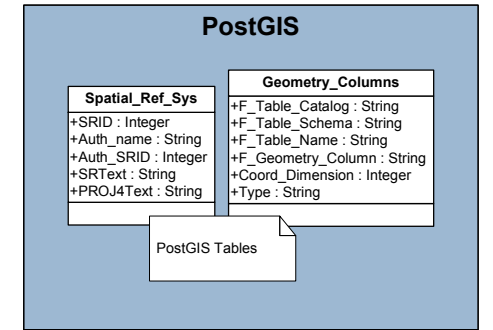 PostGIS
Spatial_Ref_Sys
+SRID : Integer
+Auth_name : String
+Auth_SRID : Integer
+SRText : String
+PROJ4Text : String
Geometry_Columns
+F_Table_Catalog : String
+F_Table_Schema : String
+F_Table_Name : String
+F_Geometry_Column : String
+Coord_Dimension : Integer
+Type : String
PostGIS Tables